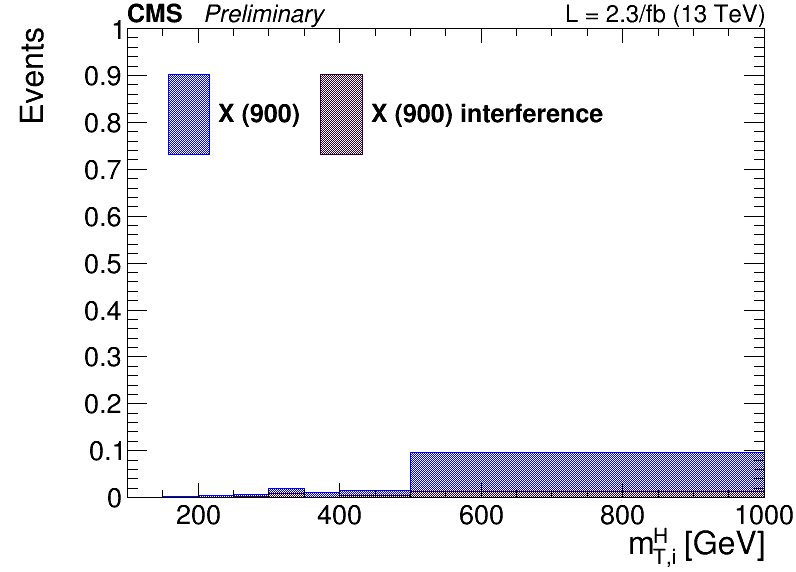 CMS Preliminary L = 2.3/fb (13 TeV)
Events
1
0.9
X (900) X (900) interference
0.8
0.7
0.6
0.5
0.4
0.3
0.2
0.1
0
200 400 600 800 1000
m^H_T,i [GeV]